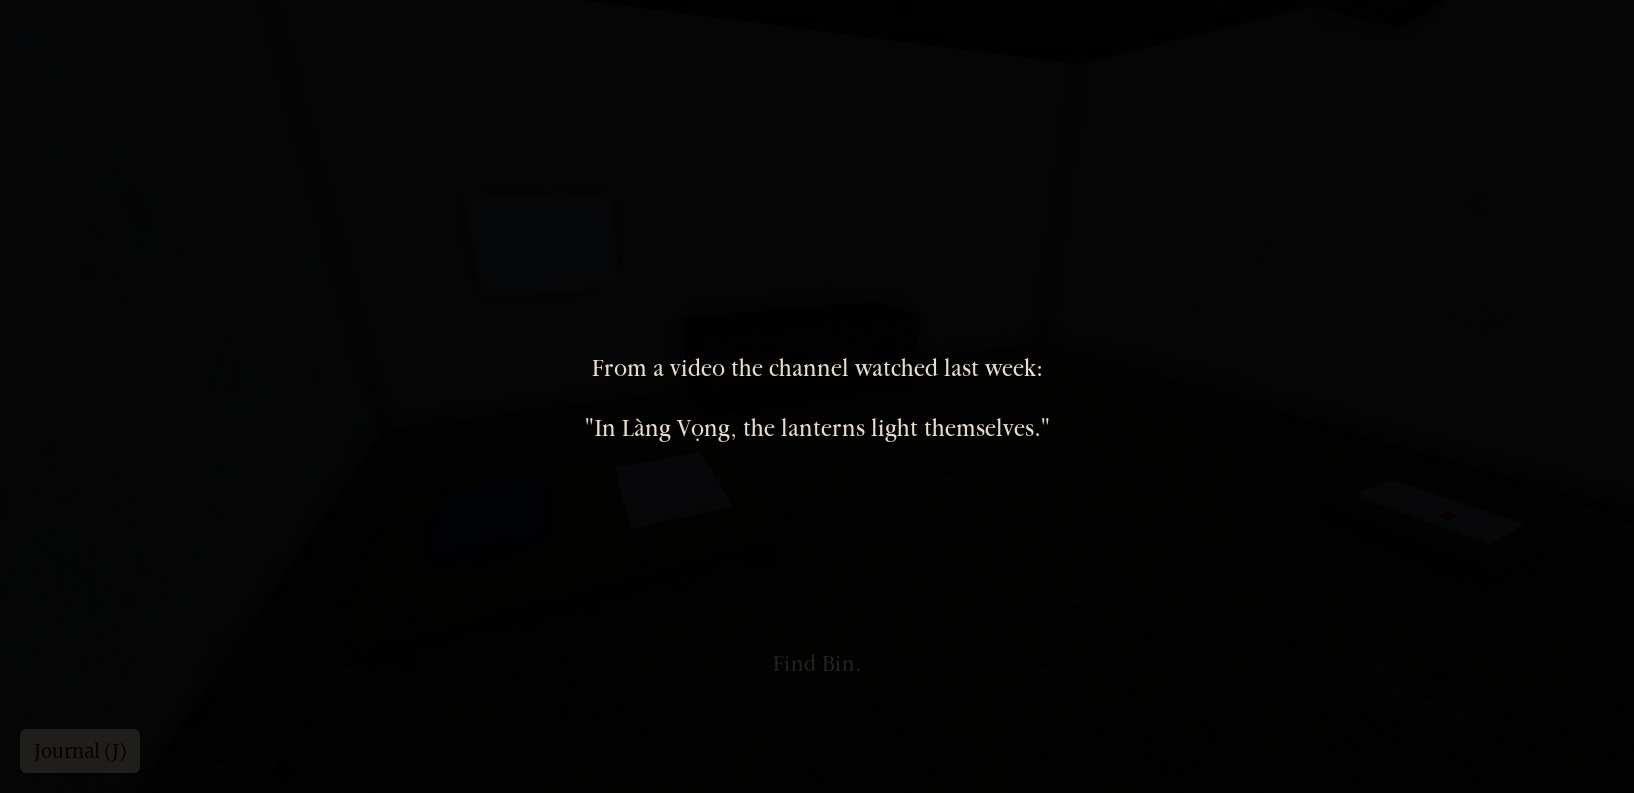 From a video the channel watched last week:
"In Làng Vọng, the lanterns light themselves."
Find Bin.
Journal (J)